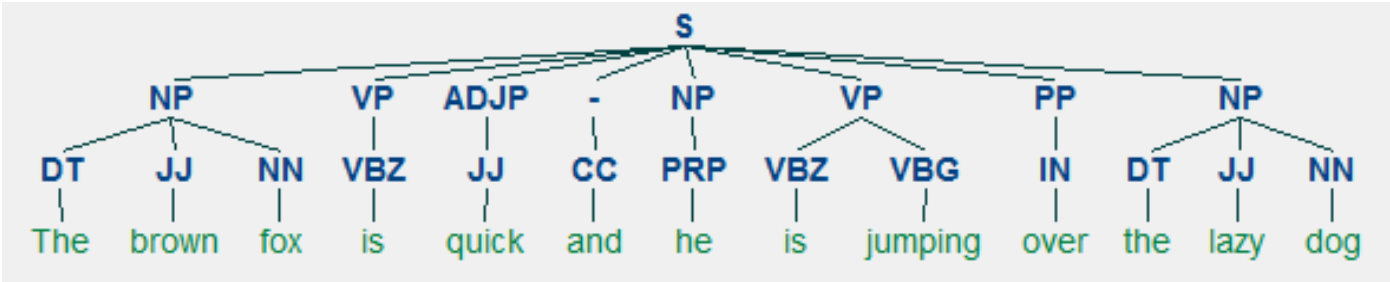 S
NP VP ADJP - NP VP PP NP
DT JJ NN VBZ JJ CC PRP VBZ VBG IN DT JJ NN
The brown fox is quick and he is jumping over the lazy dog